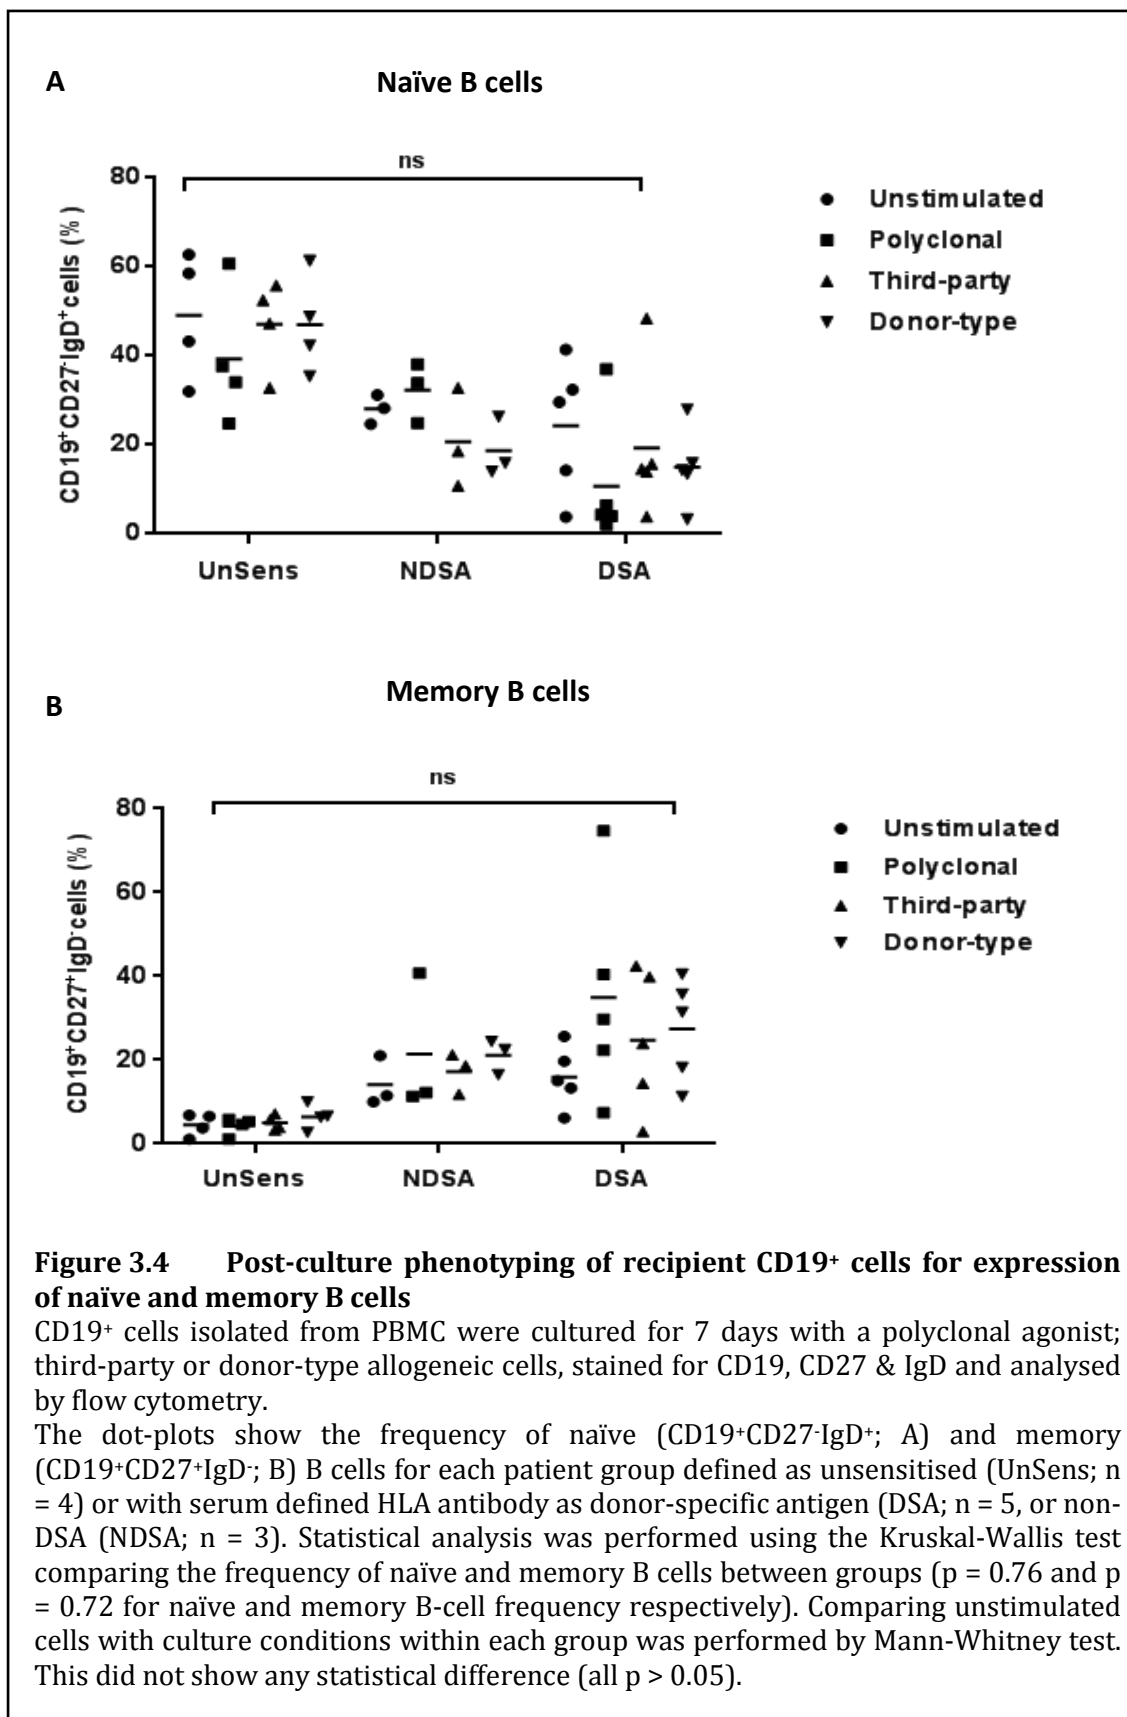 A
Naïve B cells
ns
80
60
40
20
0
CD19⁺CD27⁻IgD⁺cells (%)
UnSens
NDSA
DSA
Unstimulated
Polyclonal
Third-party
Donor-type
B
Memory B cells
ns
80
60
40
20
0
CD19⁺CD27⁺IgD⁻cells (%)
UnSens
NDSA
DSA
Unstimulated
Polyclonal
Third-party
Donor-type
Figure 3.4 Post-culture phenotyping of recipient CD19⁺ cells for expression
of naïve and memory B cells
CD19⁺ cells isolated from PBMC were cultured for 7 days with a polyclonal agonist;
third-party or donor-type allogeneic cells, stained for CD19, CD27 & IgD and analysed
by flow cytometry.
The dot-plots show the frequency of naïve (CD19⁺CD27⁻IgD⁺; A) and memory
(CD19⁺CD27⁺IgD⁻; B) B cells for each patient group defined as unsensitised (UnSens; n
= 4) or with serum defined HLA antibody as donor-specific antigen (DSA; n = 5, or non-
DSA (NDSA; n = 3). Statistical analysis was performed using the Kruskal-Wallis test
comparing the frequency of naïve and memory B cells between groups (p = 0.76 and p
= 0.72 for naïve and memory B-cell frequency respectively). Comparing unstimulated
cells with culture conditions within each group was performed by Mann-Whitney test.
This did not show any statistical difference (all p > 0.05).